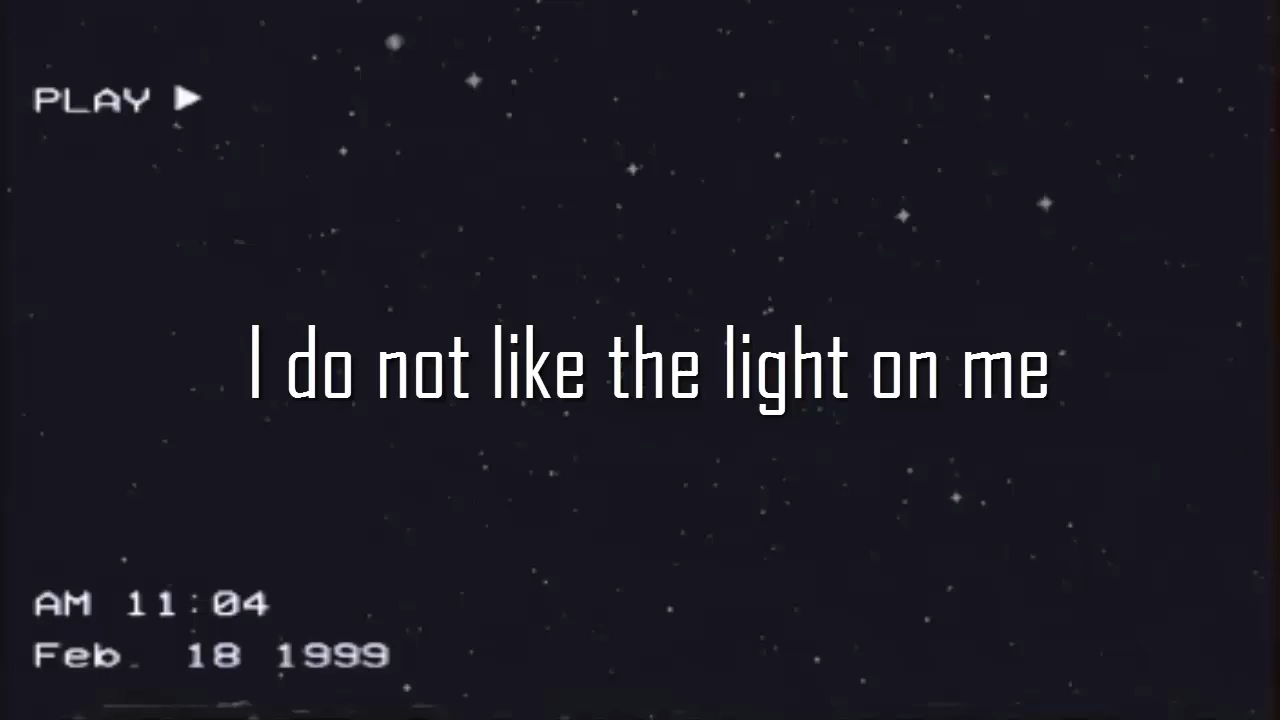 PLAY ▶
I do not like the light on me
AM 11:04
Feb. 18 1999